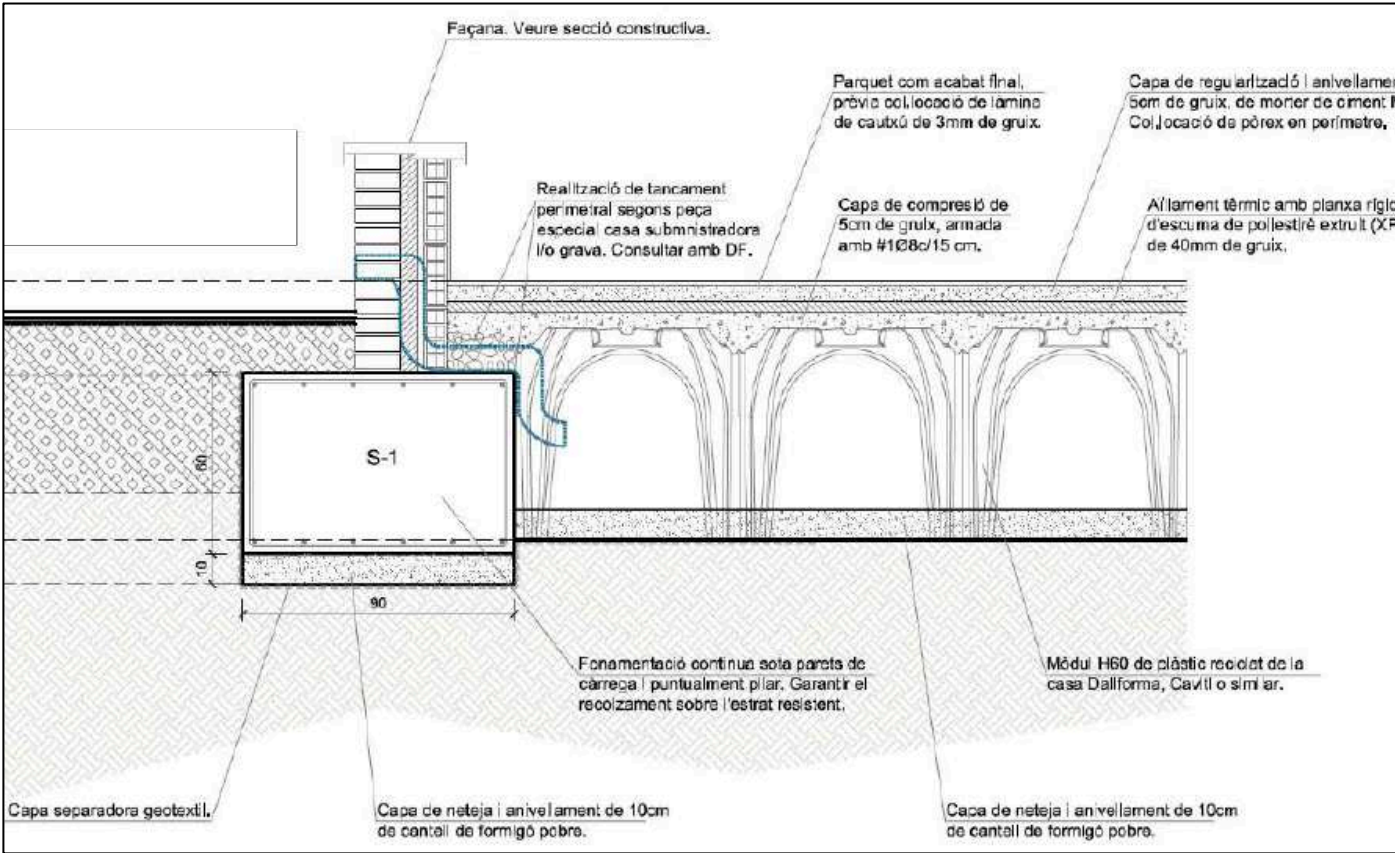 Façana. Veure secció constructiva.
Parquet com acabat final,
prèvia col.locació de làmina
de cautxú de 3mm de gruix.
Capa de regularització i anivellamen
5cm de gruix, de morter de ciment
Col.locació de pòrex en perímetre.
Realització de tancament
perimetral segons peça
especial casa subministradora
i/o grava. Consultar amb DF.
Capa de compresió de
5cm de gruix, armada
amb #1Ø8c/15 cm.
Aïllament tèrmic amb planxa rígid
d'escuma de poliestirè extruït (XP
de 40mm de gruix.
S-1
60
10
90
Fonamentació continua sota parets de
càrrega i puntualment pilar. Garantir el
recolzament sobre l'estrat resistent.
Mòdul H60 de plàstic reciclat de la
casa Daliforma, Caviti o similar.
Capa separadora geotextil.
Capa de neteja i anivellament de 10cm
de cantell de formigó pobre.
Capa de neteja i anivellament de 10cm
de cantell de formigó pobre.